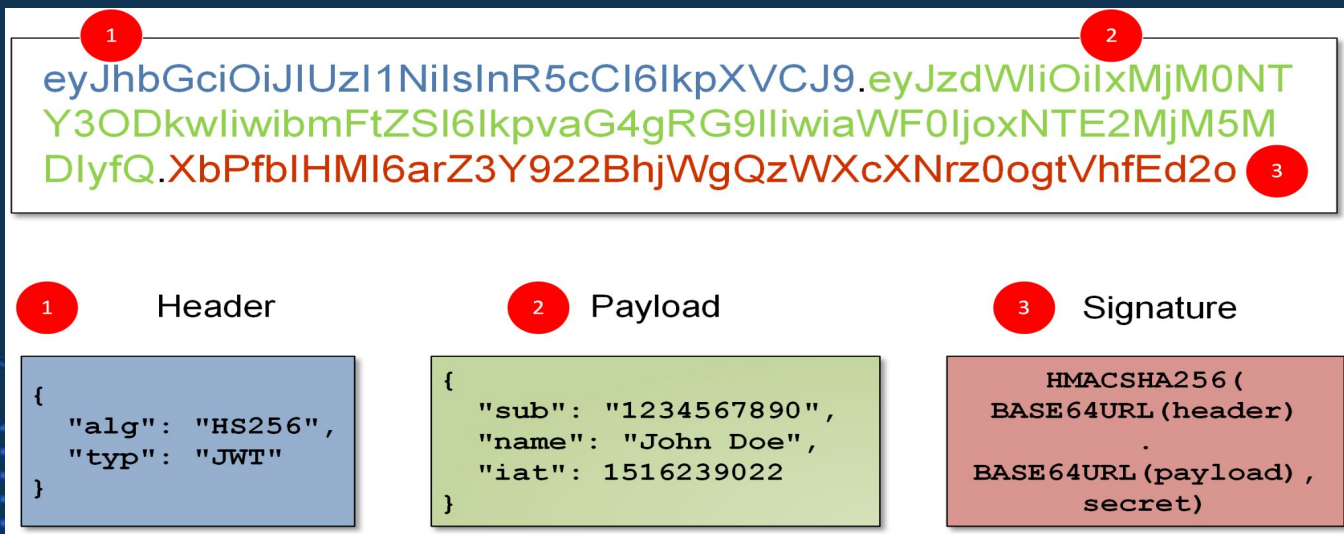 1 2
eyJhbGciOiJIUzI1NiIsInR5cCI6IkpXVCJ9.eyJzdWIiOiIxMjM0NT
Y3ODkwIiwibmFtZSI6IkpvaG4gRG9lIiwiaWF0IjoxNTE2MjM5M
DIyfQ.XbPfbIHMI6arZ3Y922BhjWgQzWXcXNrz0ogtVhfEd2o 3
1 Header
{
"alg": "HS256",
"typ": "JWT"
}
2 Payload
{
"sub": "1234567890",
"name": "John Doe",
"iat": 1516239022
}
3 Signature
HMACSHA256(
BASE64URL(header)
.
BASE64URL(payload),
secret)